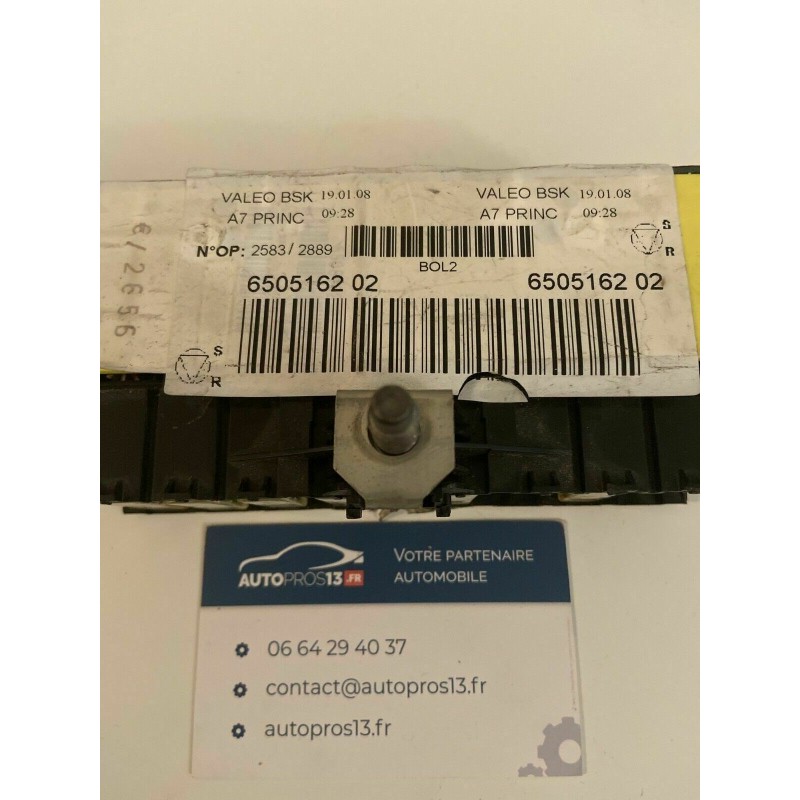 VALEO BSK 19.01.08
A7 PRINC 09:28
VALEO BSK 19.01.08
A7 PRINC 09:28
N°OP: 2583 / 2889
BOL2
S
R
6505162 02
6505162 02
S
R
6/2656
AUTOPROS13.FR
VOTRE PARTENAIRE
AUTOMOBILE
06 64 29 40 37
contact@autopros13.fr
autopros13.fr